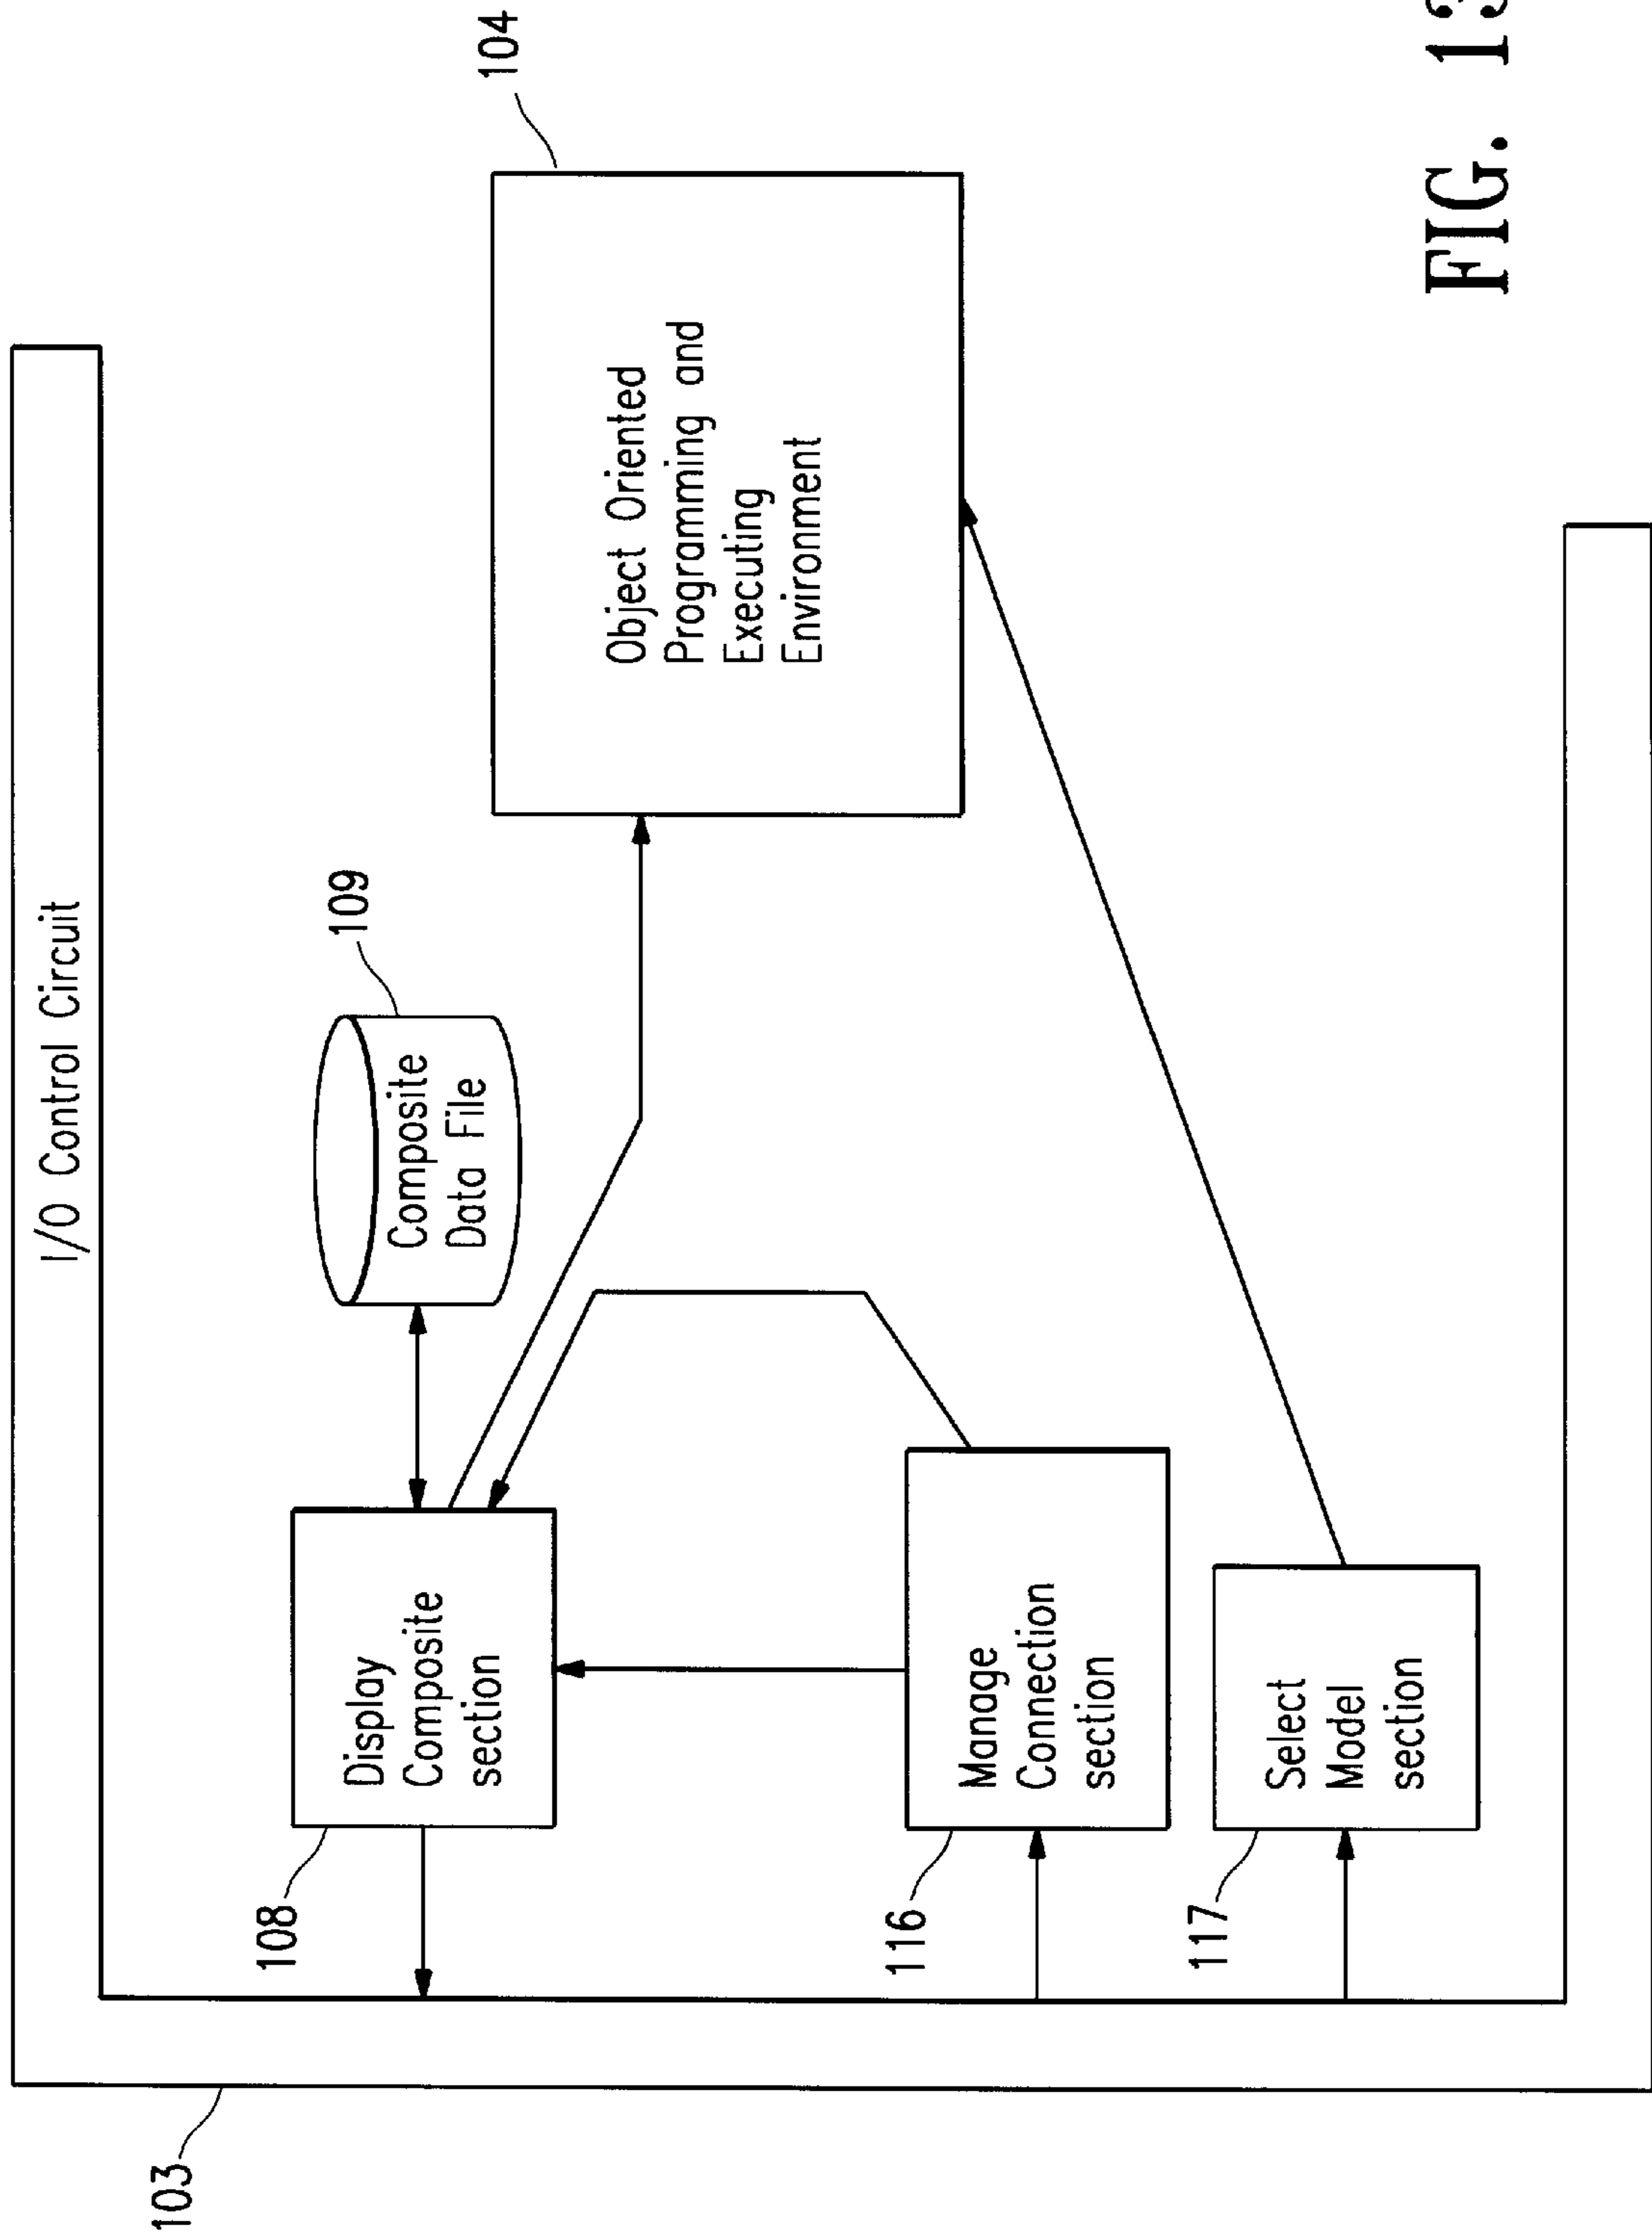 I/O Control Circuit
103
108
Display
Composite
section
109
Composite
Data File
104
Object Oriented
Programming and
Executing
Environment
116
Manage
Connection
section
117
Select
Model
section
FIG.